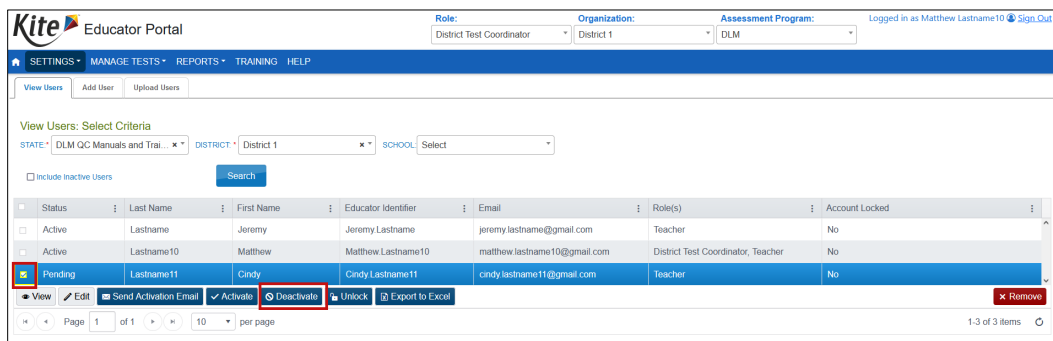 Role: Organization: Assessment Program: Logged in as Matthew Lastname10 Sign Out
Kite Educator Portal
District Test Coordinator District 1 DLM
SETTINGS MANAGE TESTS REPORTS TRAINING HELP
View Users Add User Upload Users
View Users: Select Criteria
STATE:* DLM QC Manuals and Trai... × DISTRICT: * District 1 × SCHOOL: Select
Include Inactive Users Search
Status Last Name First Name Educator Identifier Email Role(s) Account Locked
Active Lastname Jeremy Jeremy.Lastname jeremy.lastname@gmail.com Teacher No
Active Lastname10 Matthew Matthew.Lastname10 matthew.lastname10@gmail.com District Test Coordinator, Teacher No
Pending Lastname11 Cindy Cindy.Lastname11 cindy.lastname11@gmail.com Teacher No
View Edit Send Activation Email Activate Deactivate Unlock Export to Excel × Remove
Page 1 of 1 10 per page 1-3 of 3 items